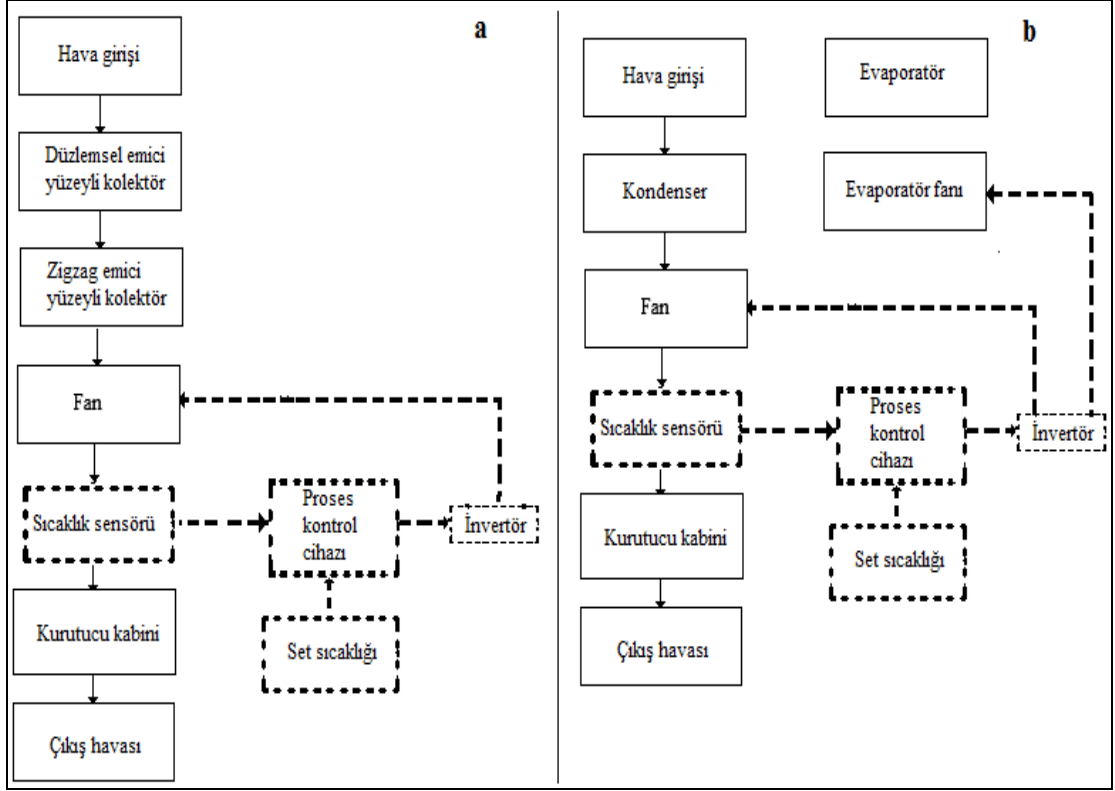 a
Hava girişi
Düzlemsel emici
yüzeyli kolektör
Zigzag emici
yüzeyli kolektör
Fan
Sıcaklık sensörü
Proses
kontrol
cihazı
İnvertör
Kurutucu kabini
Set sıcaklığı
Çıkış havası
b
Hava girişi
Evaporatör
Kondenser
Evaporatör fanı
Fan
Sıcaklık sensörü
Proses
kontrol
cihazı
İnvertör
Kurutucu kabini
Set sıcaklığı
Çıkış havası